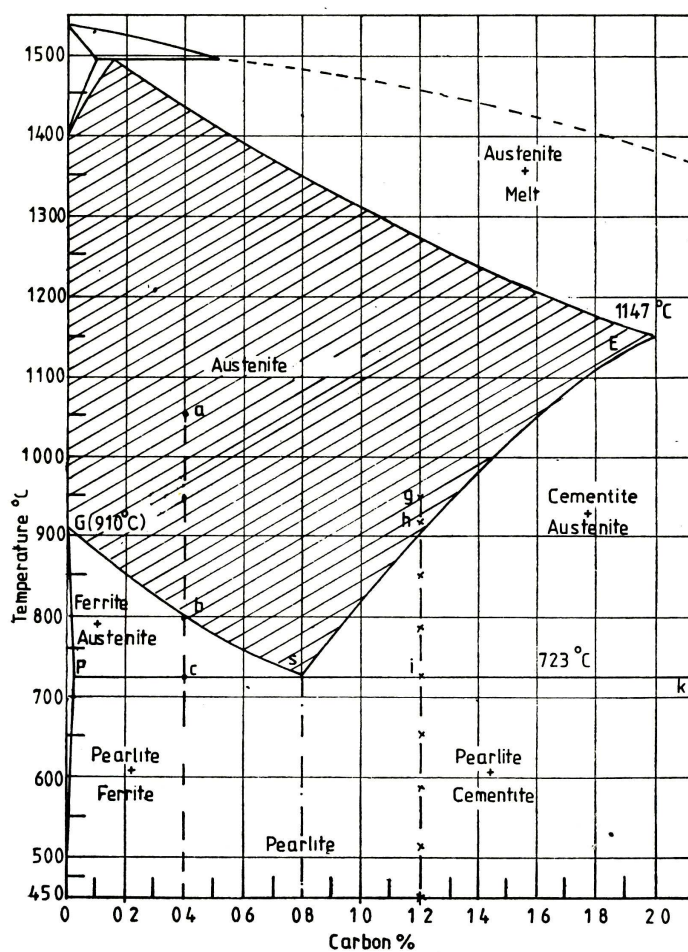 1500
1400
1300
1200
1100
1000
900
800
700
600
500
450
Temperature °C
Austenite
+
Melt
1147 °C
E
Austenite
a
g
h
G(910°C)
Cementite
+
Austenite
b
Ferrite
+
Austenite
P
c
s
i
723 °C
k
Pearlite
+
Ferrite
Pearlite
+
Cementite
Pearlite
0 0 2 0 4 0 6 0 8 1 0 1 2 1 4 1 6 1 8 2 0
Carbon %